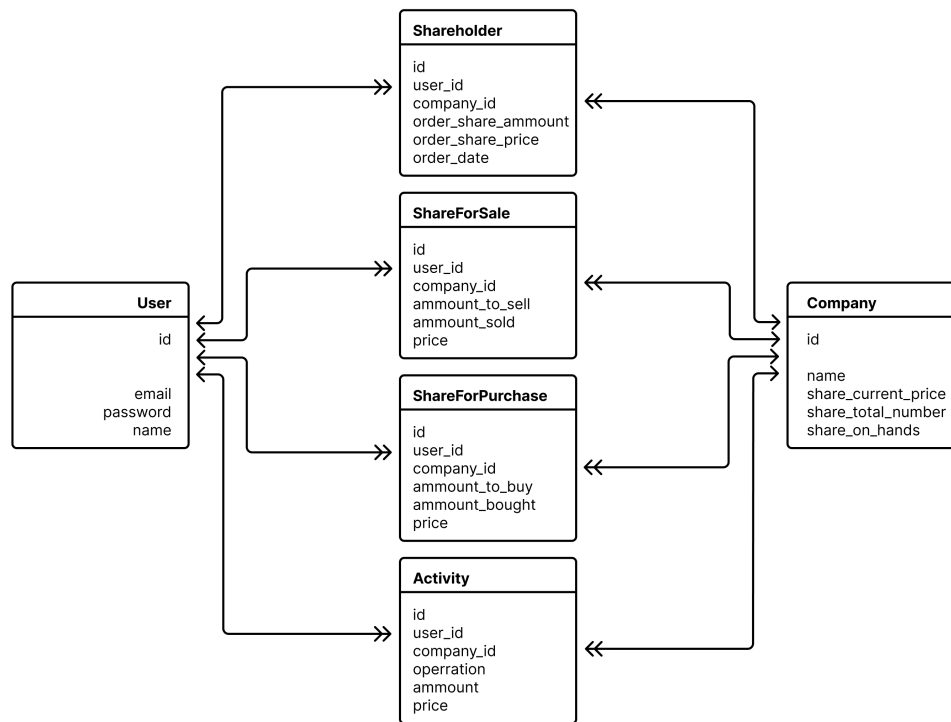 Shareholder
id
user_id
company_id
order_share_ammount
order_share_price
order_date
ShareForSale
id
user_id
company_id
ammount_to_sell
ammount_sold
price
User
id
email
password
name
Company
id
name
share_current_price
share_total_number
share_on_hands
ShareForPurchase
id
user_id
company_id
ammount_to_buy
ammount_bought
price
Activity
id
user_id
company_id
operration
ammount
price